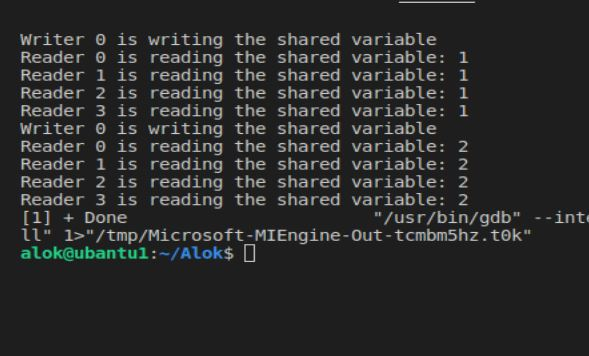 Writer 0 is writing the shared variable
Reader 0 is reading the shared variable: 1
Reader 1 is reading the shared variable: 1
Reader 2 is reading the shared variable: 1
Reader 3 is reading the shared variable: 1
Writer 0 is writing the shared variable
Reader 0 is reading the shared variable: 2
Reader 1 is reading the shared variable: 2
Reader 2 is reading the shared variable: 2
Reader 3 is reading the shared variable: 2
[1] + Done "/usr/bin/gdb" --inte
ll" 1>"/tmp/Microsoft-MIEngine-Out-tcmbm5hz.t0k"
alok@ubantu1:~/Alok$